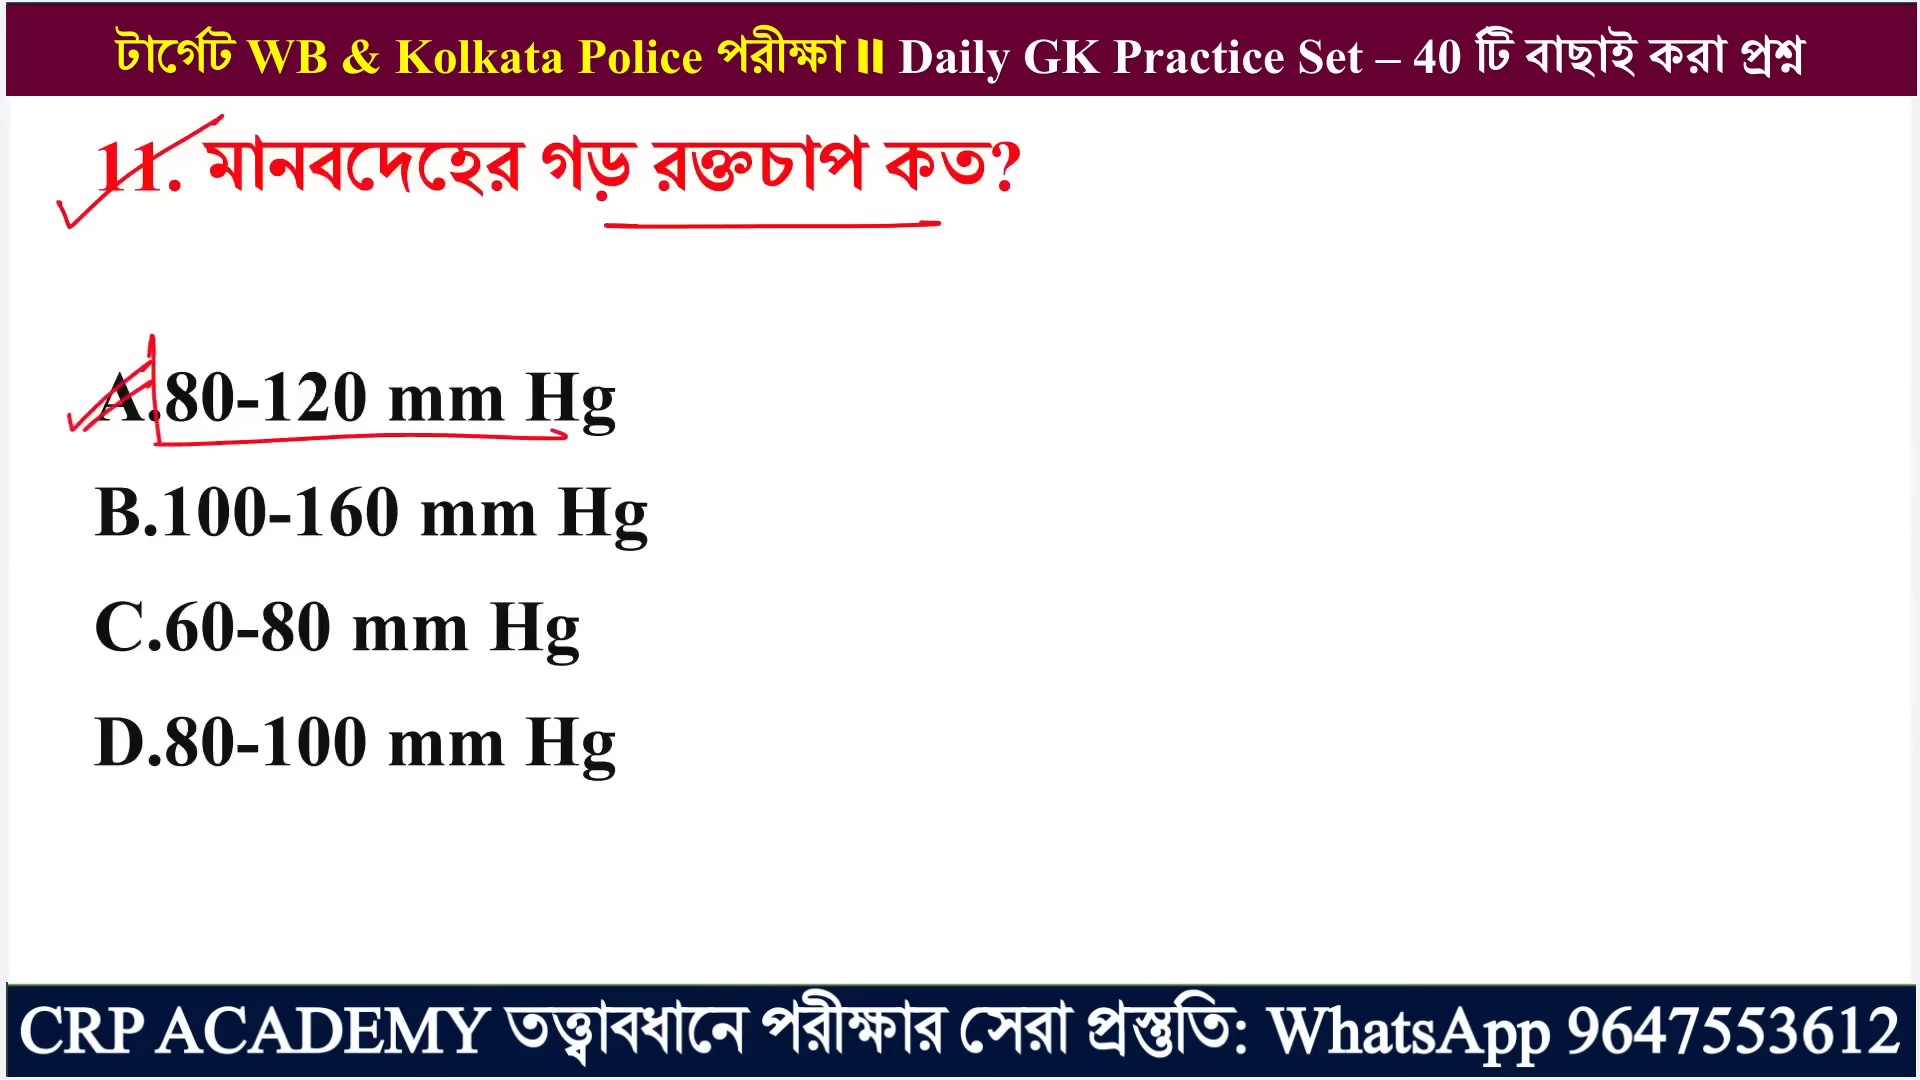 টার্গেট WB & Kolkata Police পরীক্ষা॥ Daily GK Practice Set – 40 টি বাছাই করা প্রশ্ন
11. মানবদেহের গড় রক্তচাপ কত?
A.80-120 mm Hg
B.100-160 mm Hg
C.60-80 mm Hg
D.80-100 mm Hg
CRP ACADEMY তত্ত্বাবধানে পরীক্ষার সেরা প্রস্তুতি: WhatsApp 9647553612